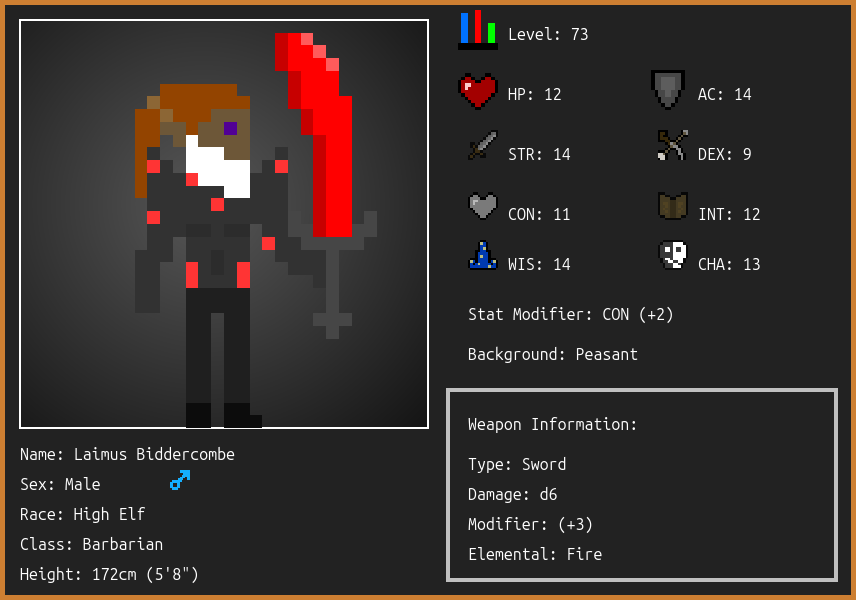 Level: 73
HP: 12
AC: 14
STR: 14
DEX: 9
CON: 11
INT: 12
WIS: 14
CHA: 13
Stat Modifier: CON (+2)
Background: Peasant
Weapon Information:
Type: Sword
Damage: d6
Modifier: (+3)
Elemental: Fire
Name: Laimus Biddercombe
Sex: Male
Race: High Elf
Class: Barbarian
Height: 172cm (5'8")